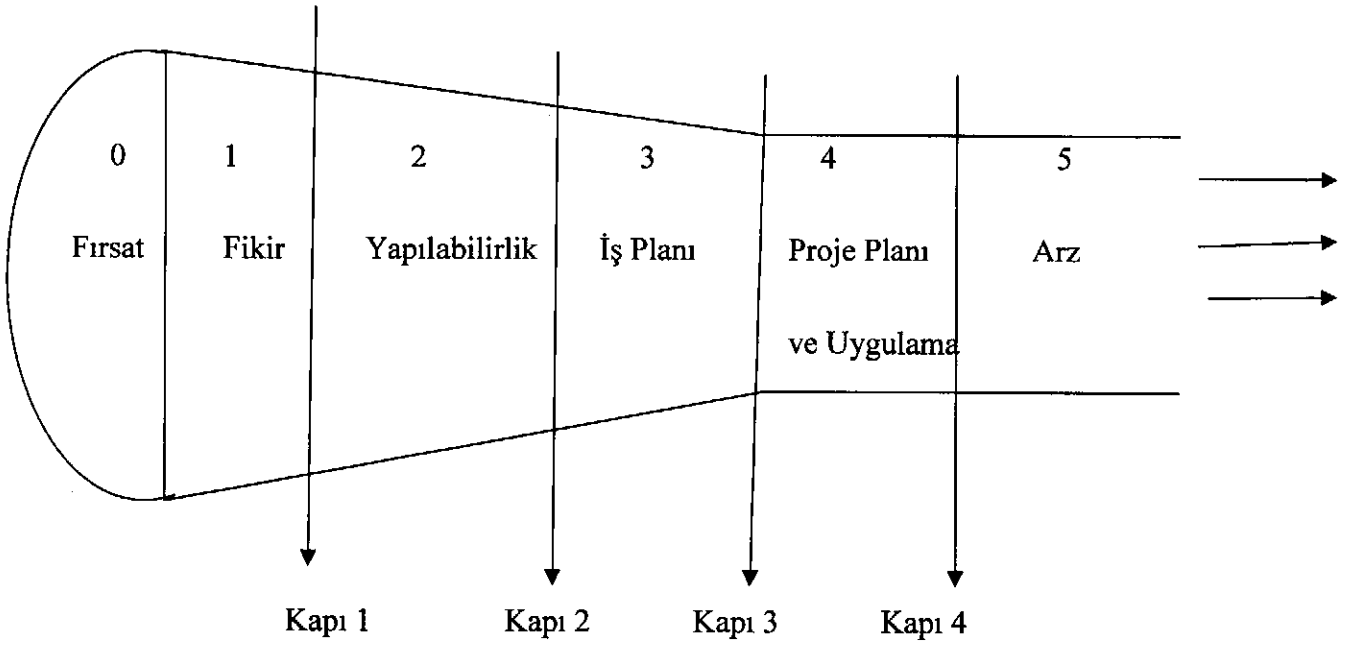 0 1 2 3 4 5
Fırsat Fikir Yapılabilirlik İş Planı Proje Planı Arz
ve Uygulama
Kapı 1 Kapı 2 Kapı 3 Kapı 4